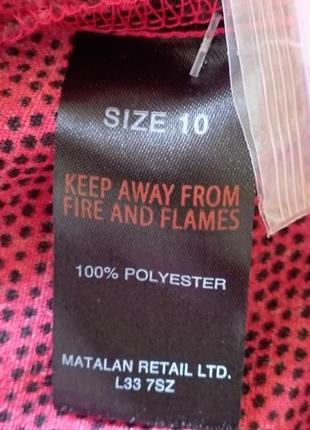 SIZE 10
KEEP AWAY FROM
FIRE AND FLAMES
100% POLYESTER
MATALAN RETAIL LTD.
L33 7SZ